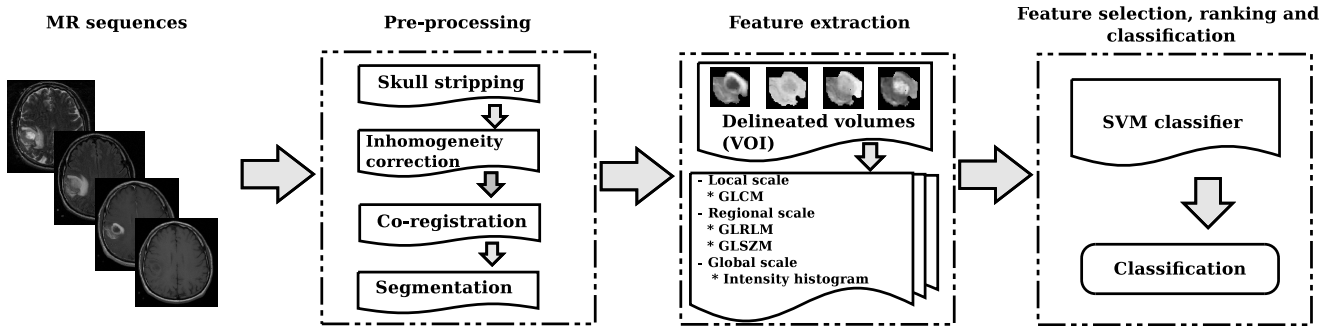 MR sequences
Pre-processing
Skull stripping
Inhomogeneity
correction
Co-registration
Segmentation
Feature extraction
Delineated volumes
(VOI)
- Local scale
* GLCM
- Regional scale
* GLRLM
* GLSZM
- Global scale
* Intensity histogram
Feature selection, ranking and
classification
SVM classifier
Classification